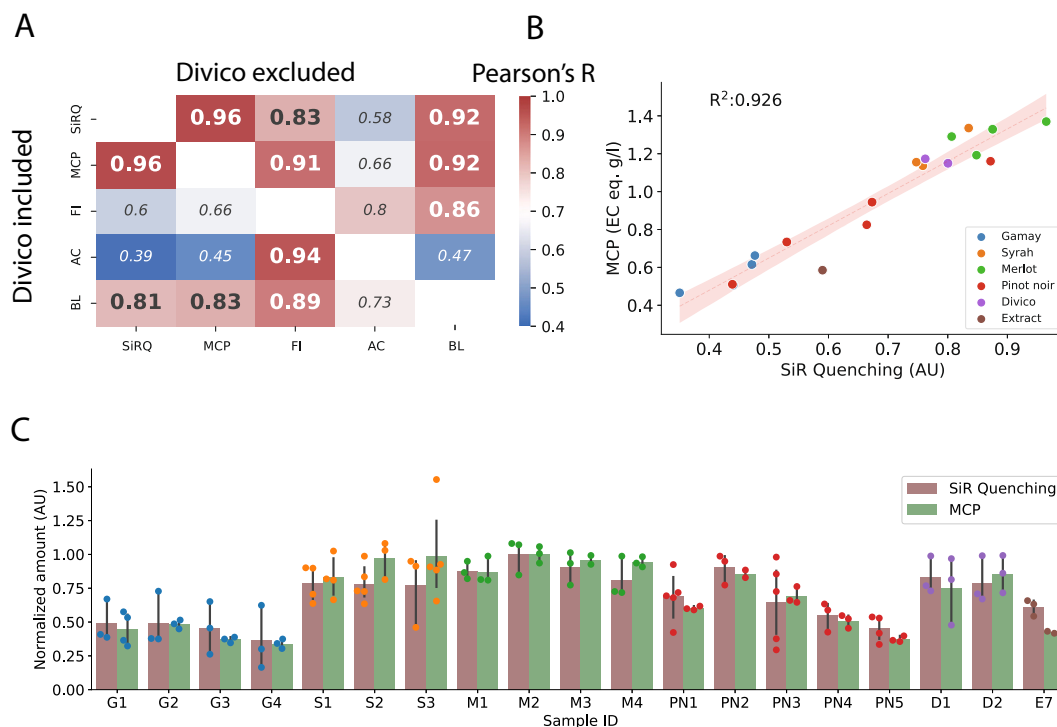 A
Divico excluded
Pearson's R
Divico included
SiRQ
0.96
0.83
0.58
0.92
MCP
0.96
0.91
0.66
0.92
FI
0.6
0.66
0.8
0.86
AC
0.39
0.45
0.94
0.47
BL
0.81
0.83
0.89
0.73
SiRQ
MCP
FI
AC
BL
1.0
0.9
0.8
0.7
0.6
0.5
0.4
B
R²:0.926
MCP (EC eq. g/l)
1.4
1.2
1.0
0.8
0.6
0.4
Gamay
Syrah
Merlot
Pinot noir
Divico
Extract
0.4
0.5
0.6
0.7
0.8
0.9
SiR Quenching (AU)
C
Normalized amount (AU)
1.50
1.25
1.00
0.75
0.50
0.25
0.00
SiR Quenching
MCP
G1
G2
G3
G4
S1
S2
S3
M1
M2
M3
M4
PN1
PN2
PN3
PN4
PN5
D1
D2
E7
Sample ID